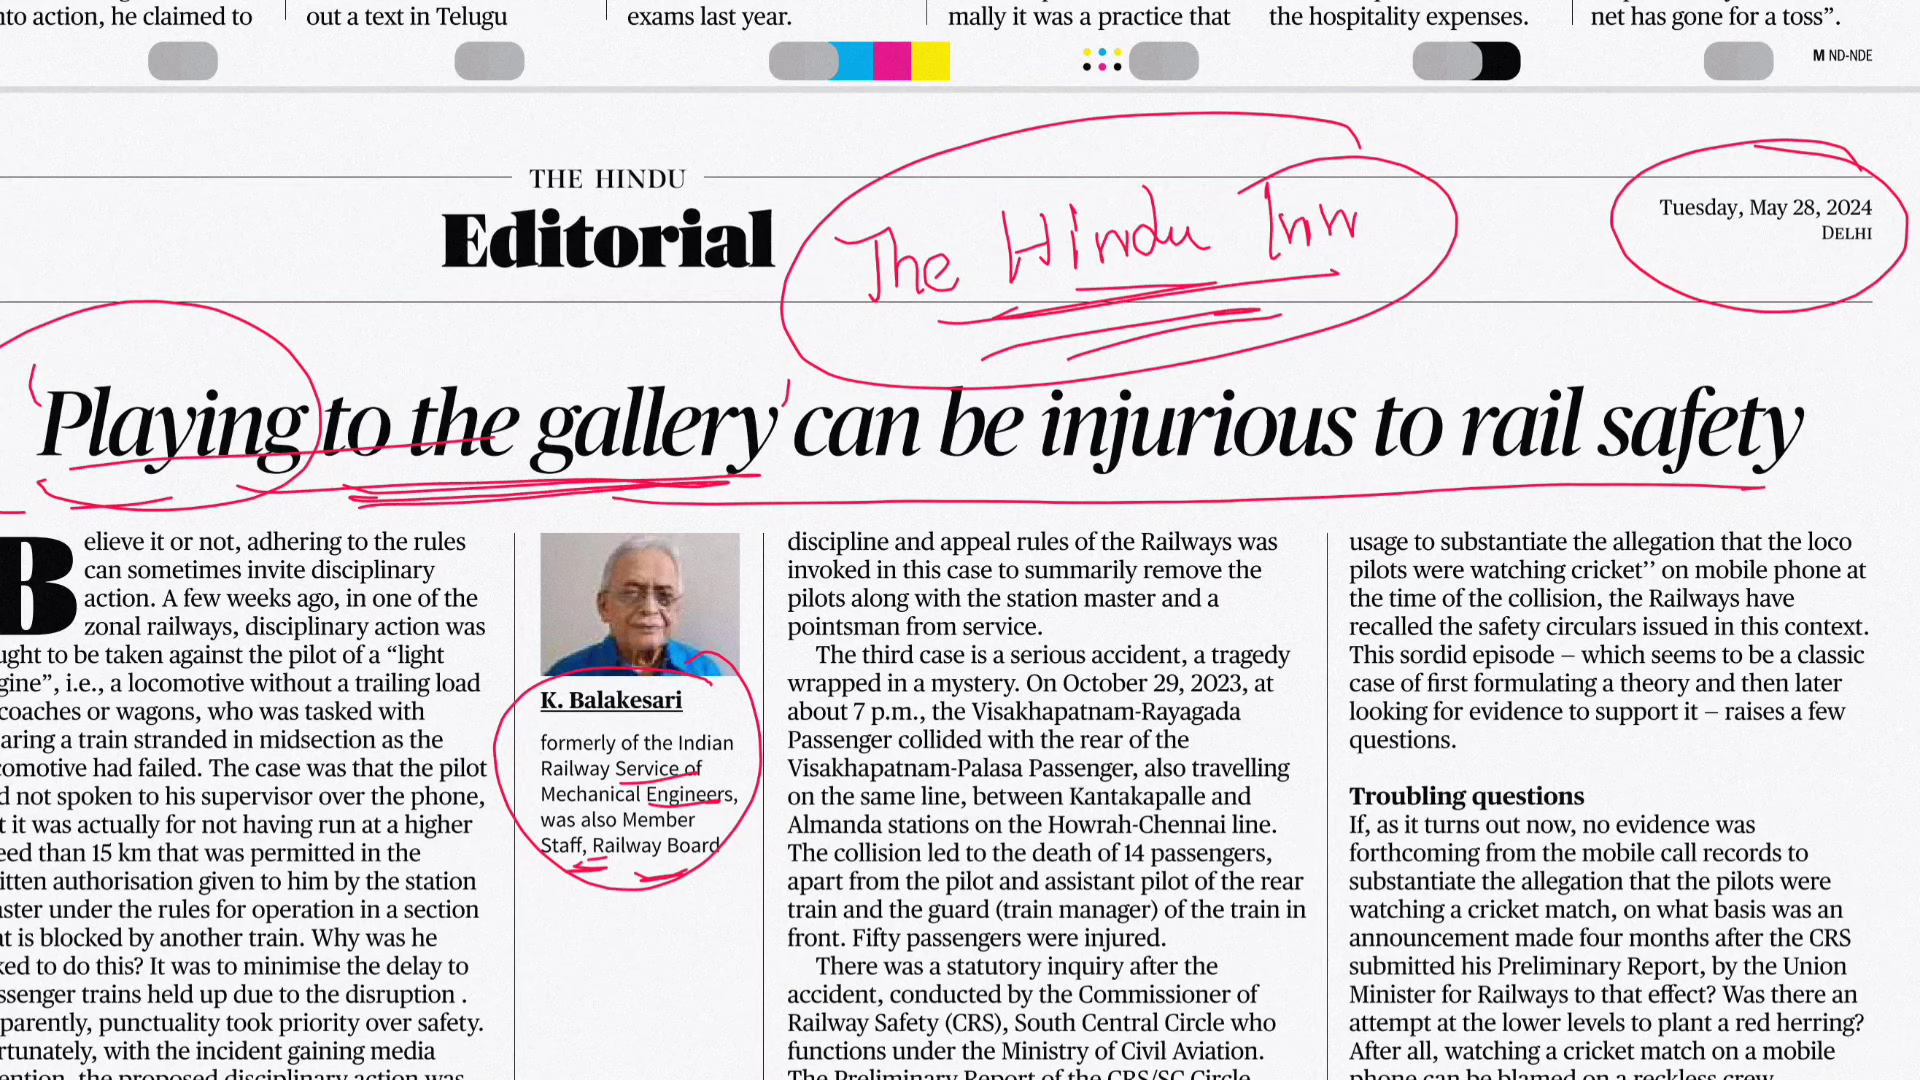 nto action, he claimed to
out a text in Telugu
exams last year.
mally it was a practice that
the hospitality expenses.
net has gone for a toss”.
M ND-NDE
THE HINDU
Editorial
The Hindu Inn
Tuesday, May 28, 2024
DELHI
'Playing to the gallery' can be injurious to rail safety
Believe it or not, adhering to the rules
can sometimes invite disciplinary
action. A few weeks ago, in one of the
zonal railways, disciplinary action was
ught to be taken against the pilot of a “light
gine”, i.e., a locomotive without a trailing load
coaches or wagons, who was tasked with
aring a train stranded in midsection as the
comotive had failed. The case was that the pilot
d not spoken to his supervisor over the phone,
t it was actually for not having run at a higher
eed than 15 km that was permitted in the
itten authorisation given to him by the station
aster under the rules for operation in a section
at is blocked by another train. Why was he
ked to do this? It was to minimise the delay to
ssenger trains held up due to the disruption .
parently, punctuality took priority over safety.
rtunately, with the incident gaining media
ention, the proposed disciplinary action was
K. Balakesari
formerly of the Indian
Railway Service of
Mechanical Engineers,
was also Member
Staff, Railway Board
discipline and appeal rules of the Railways was
invoked in this case to summarily remove the
pilots along with the station master and a
pointsman from service.
The third case is a serious accident, a tragedy
wrapped in a mystery. On October 29, 2023, at
about 7 p.m., the Visakhapatnam-Rayagada
Passenger collided with the rear of the
Visakhapatnam-Palasa Passenger, also travelling
on the same line, between Kantakapalle and
Almanda stations on the Howrah-Chennai line.
The collision led to the death of 14 passengers,
apart from the pilot and assistant pilot of the rear
train and the guard (train manager) of the train in
front. Fifty passengers were injured.
There was a statutory inquiry after the
accident, conducted by the Commissioner of
Railway Safety (CRS), South Central Circle who
functions under the Ministry of Civil Aviation.
The Preliminary Report of the CRS/SC Circle
usage to substantiate the allegation that the loco
pilots were watching cricket’’ on mobile phone at
the time of the collision, the Railways have
recalled the safety circulars issued in this context.
This sordid episode – which seems to be a classic
case of first formulating a theory and then later
looking for evidence to support it – raises a few
questions.
Troubling questions
If, as it turns out now, no evidence was
forthcoming from the mobile call records to
substantiate the allegation that the pilots were
watching a cricket match, on what basis was an
announcement made four months after the CRS
submitted his Preliminary Report, by the Union
Minister for Railways to that effect? Was there an
attempt at the lower levels to plant a red herring?
After all, watching a cricket match on a mobile
phone can be blamed on a reckless crew